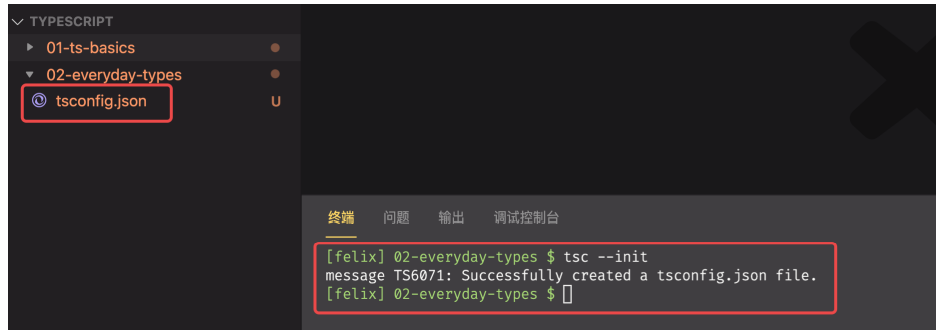 TYPESCRIPT
01-ts-basics
02-everyday-types
tsconfig.json U
终端 问题 输出 调试控制台
[felix] 02-everyday-types $ tsc --init
message TS6071: Successfully created a tsconfig.json file.
[felix] 02-everyday-types $